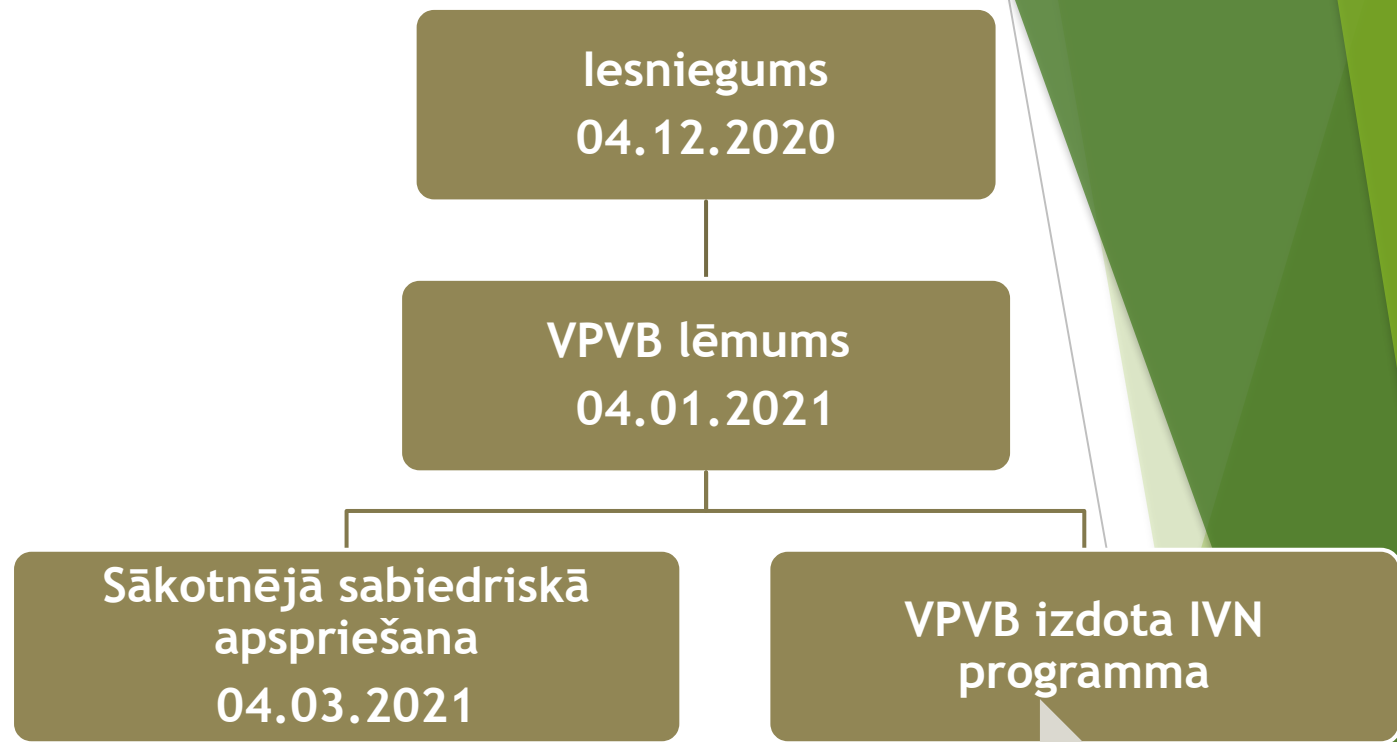 Iesniegums
04.12.2020
VPVB lēmums
04.01.2021
Sākotnējā sabiedriskā
apspriešana
04.03.2021
VPVB izdota IVN
programma